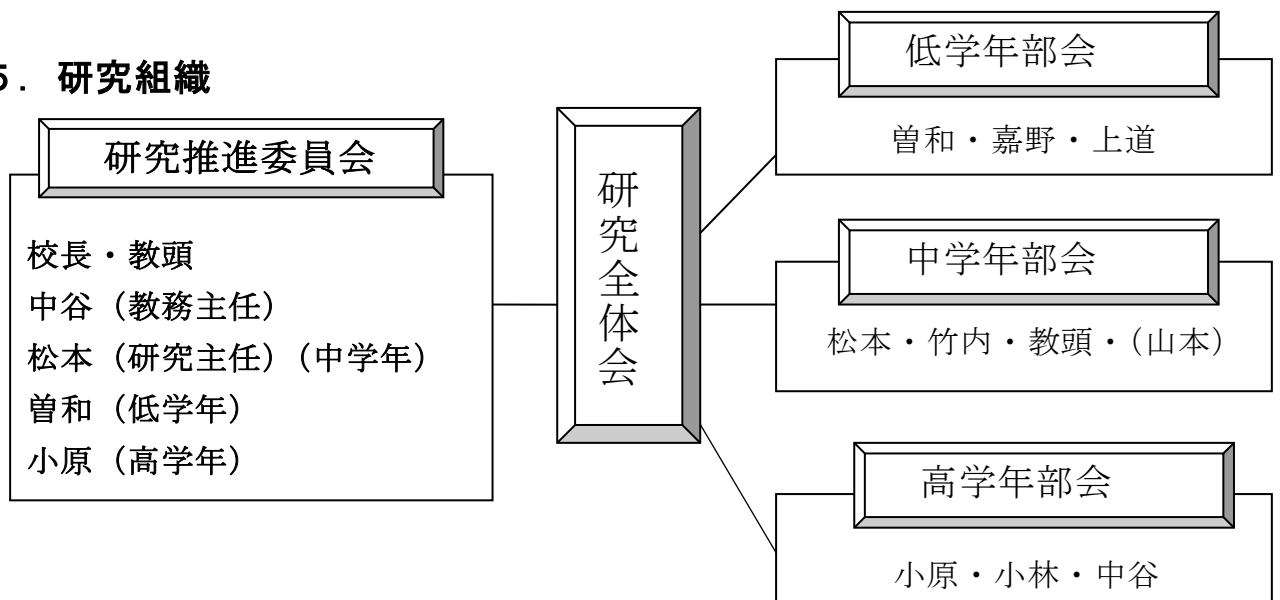 5．研究組織
研究推進委員会
校長・教頭
中谷（教務主任）
松本（研究主任）（中学年）
曽和（低学年）
小原（高学年）
研究全体会
低学年部会
曽和・嘉野・上道
中学年部会
松本・竹内・教頭・（山本）
高学年部会
小原・小林・中谷